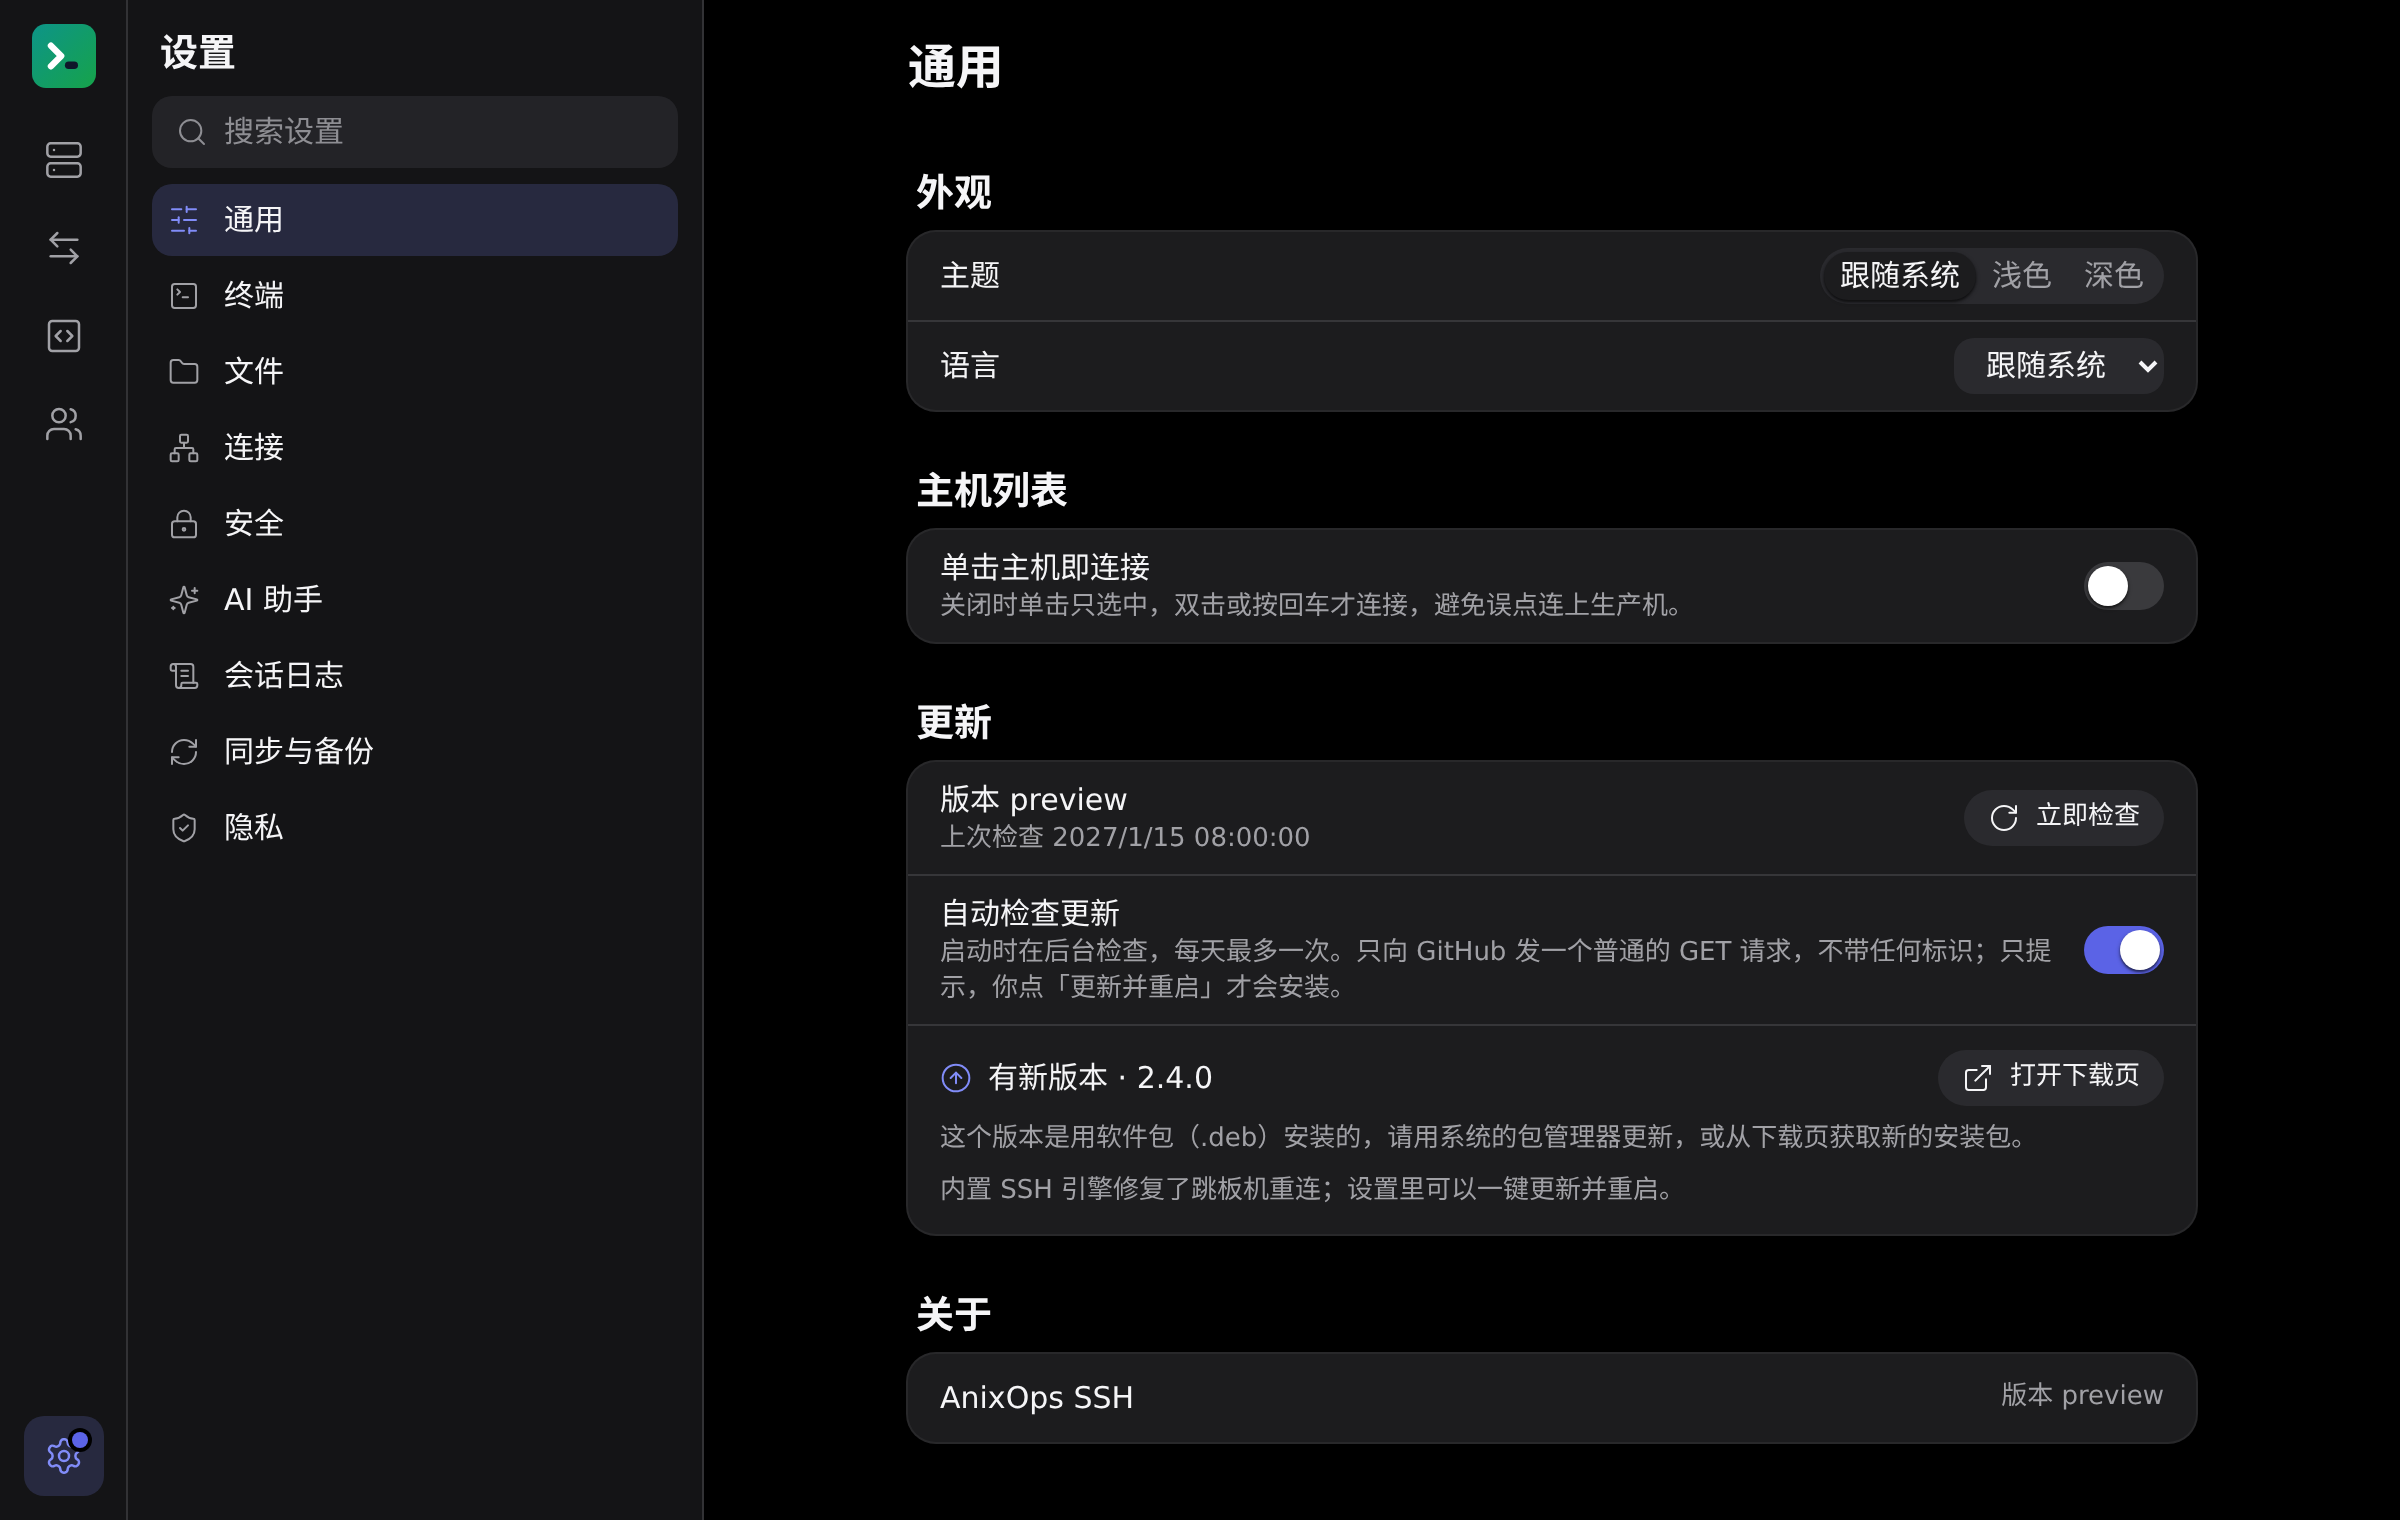 设置
搜索设置
通用
终端
文件
连接
安全
AI 助手
会话日志
同步与备份
隐私
通用
外观
主题
跟随系统 浅色 深色
语言
跟随系统
主机列表
单击主机即连接
关闭时单击只选中，双击或按回车才连接，避免误点连上生产机。
更新
版本 preview
上次检查 2027/1/15 08:00:00
立即检查
自动检查更新
启动时在后台检查，每天最多一次。只向 GitHub 发一个普通的 GET 请求，不带任何标识；只提
示，你点「更新并重启」才会安装。
有新版本 · 2.4.0
打开下载页
这个版本是用软件包（.deb）安装的，请用系统的包管理器更新，或从下载页获取新的安装包。
内置 SSH 引擎修复了跳板机重连；设置里可以一键更新并重启。
关于
AnixOps SSH
版本 preview